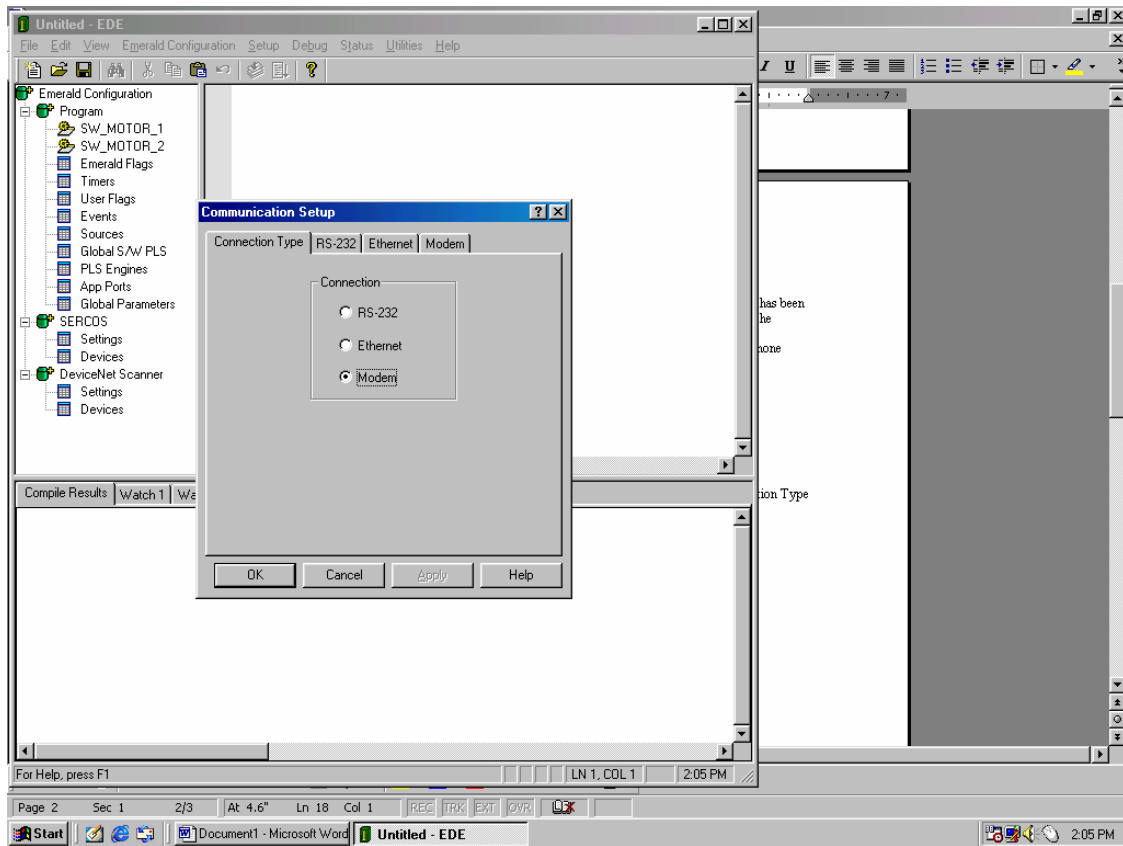 Untitled - EDE
File Edit View Emerald Configuration Setup Debug Status Utilities Help
I U
Emerald Configuration
Program
SW_MOTOR_1
SW_MOTOR_2
Emerald Flags
Timers
User Flags
Events
Sources
Global S/W PLS
PLS Engines
App Ports
Global Parameters
SERCOS
Settings
Devices
DeviceNet Scanner
Settings
Devices
7
Communication Setup
Connection Type RS-232 Ethernet Modem
Connection
RS-232
Ethernet
Modem
OK Cancel Apply Help
has been
he
hone
tion Type
Compile Results Watch 1 Wa
For Help, press F1 LN 1, COL 1 2:05 PM
Page 2 Sec 1 2/3 At 4.6" Ln 18 Col 1 REC TRK EXT OVR
Start Document1 - Microsoft Word Untitled - EDE 2:05 PM